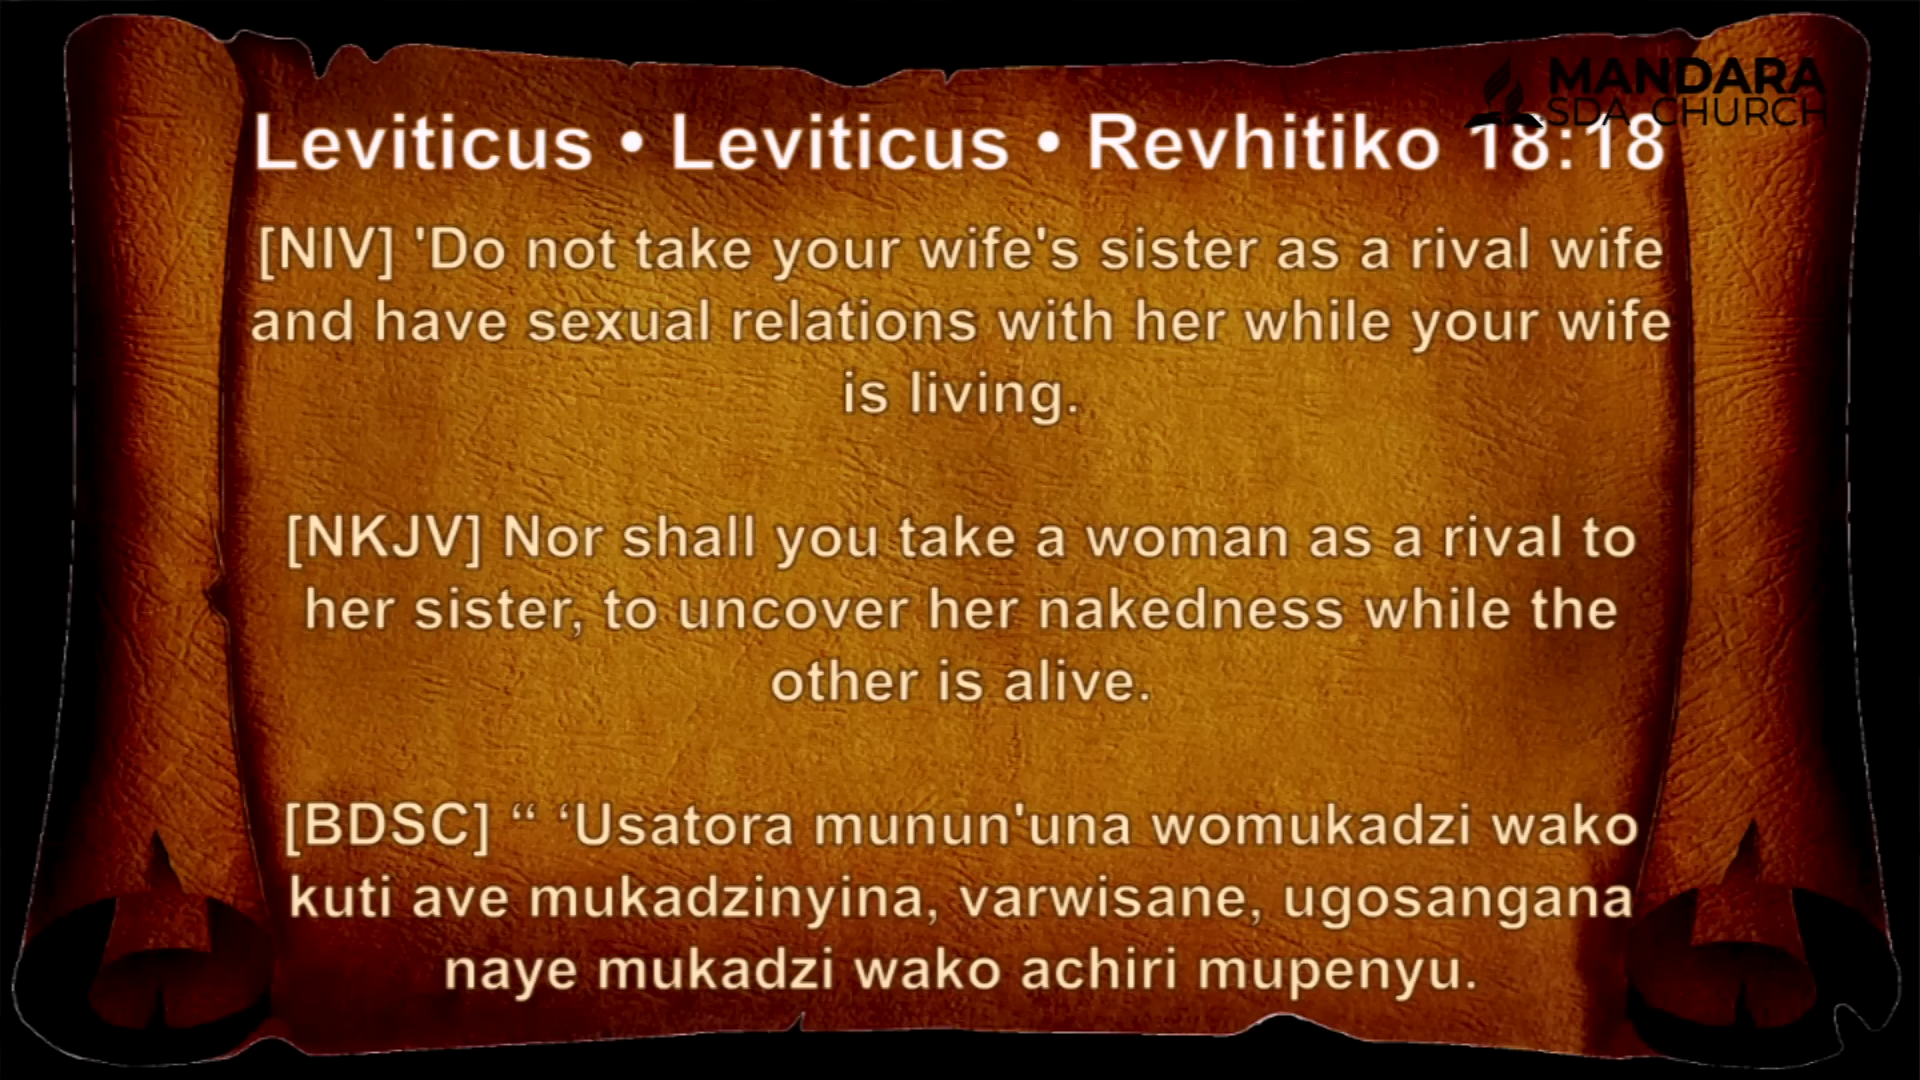 MANDARA
SDA CHURCH
Leviticus • Leviticus • Revhitiko 18:18
[NIV] 'Do not take your wife's sister as a rival wife
and have sexual relations with her while your wife
is living.
[NKJV] Nor shall you take a woman as a rival to
her sister, to uncover her nakedness while the
other is alive.
[BDSC] “ ‘Usatora munun'una womukadzi wako
kuti ave mukadzinyina, varwisane, ugosangana
naye mukadzi wako achiri mupenyu.